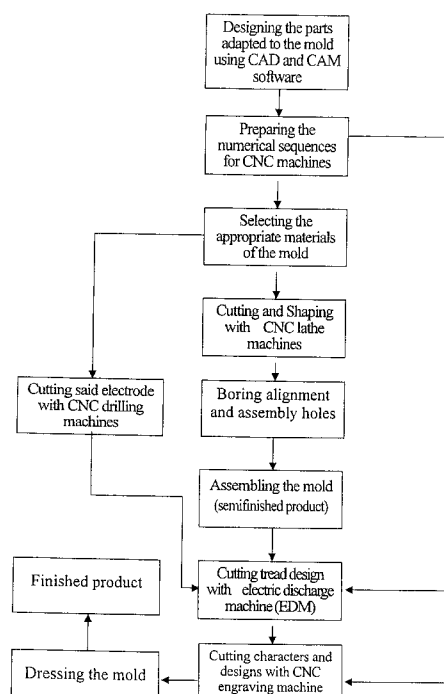 Designing the parts
adapted to the mold
using CAD and CAM
software
Preparing the
numerical sequences
for CNC machines
Selecting the
appropriate materials
of the mold
Cutting and Shaping
with CNC lathe
machines
Cutting said electrode
with CNC drilling
machines
Boring alignment
and assembly holes
Assembling the mold
(semifinished product)
Cutting tread design
with electric discharge
machine (EDM)
Finished product
Cutting characters and
designs with CNC
engraving machine
Dressing the mold